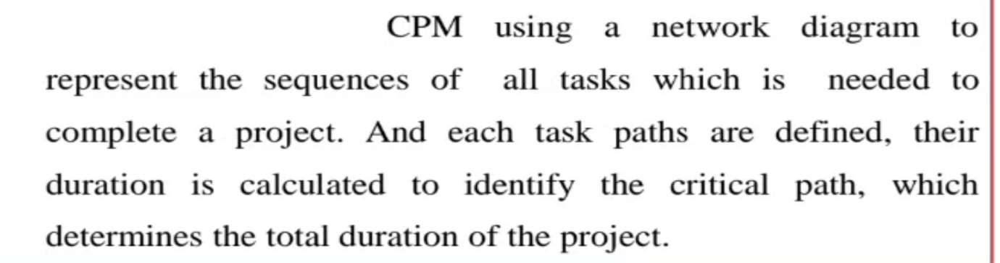 CPM using a network diagram to
represent the sequences of all tasks which is needed to
complete a project. And each task paths are defined, their
duration is calculated to identify the critical path, which
determines the total duration of the project.